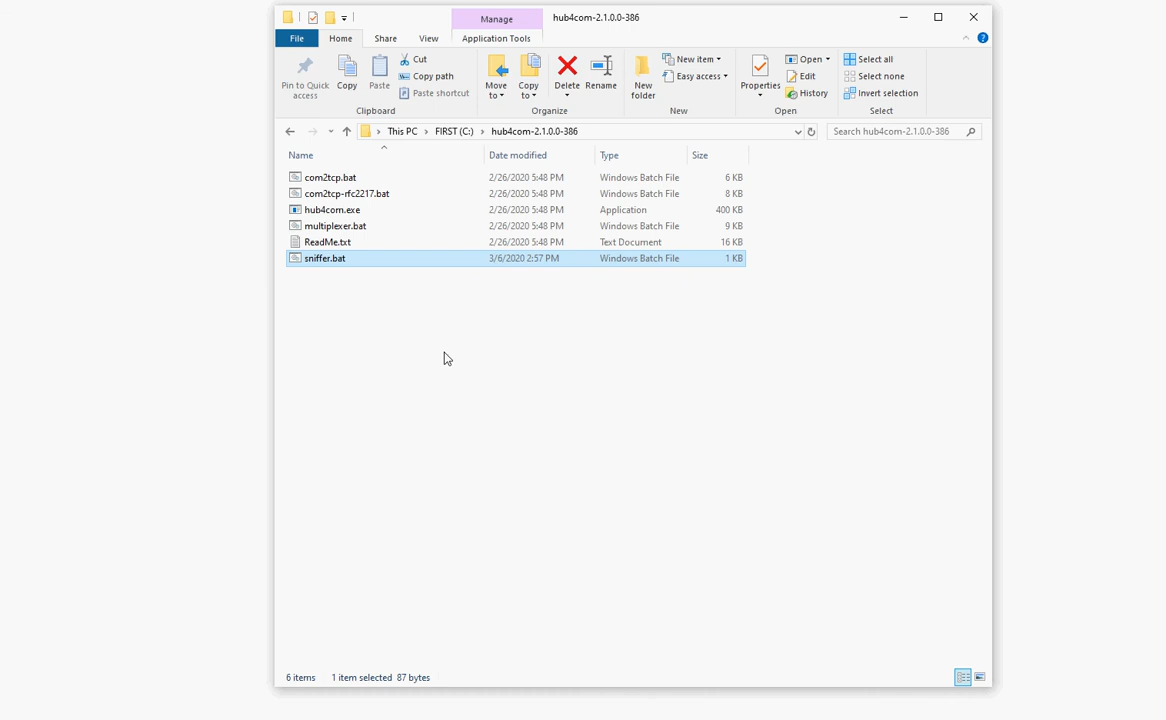 Manage
hub4com-2.1.0.0-386
File
Home
Share
View
Application Tools
Pin to Quick
access
Copy
Paste
Cut
Copy path
Paste shortcut
Clipboard
Move
to
Copy
to
Delete
Rename
Organize
New
folder
New item
Easy access
New
Properties
Open
Edit
History
Open
Select all
Select none
Invert selection
Select
This PC
FIRST (C:)
hub4com-2.1.0.0-386
Search hub4com-2.1.0.0-386
Name
Date modified
Type
Size
com2tcp.bat 2/26/2020 5:48 PM Windows Batch File 6 KB
com2tcp-rfc2217.bat 2/26/2020 5:48 PM Windows Batch File 8 KB
hub4com.exe 2/26/2020 5:48 PM Application 400 KB
multiplexer.bat 2/26/2020 5:48 PM Windows Batch File 9 KB
ReadMe.txt 2/26/2020 5:48 PM Text Document 16 KB
sniffer.bat 3/6/2020 2:57 PM Windows Batch File 1 KB
6 items
1 item selected 87 bytes